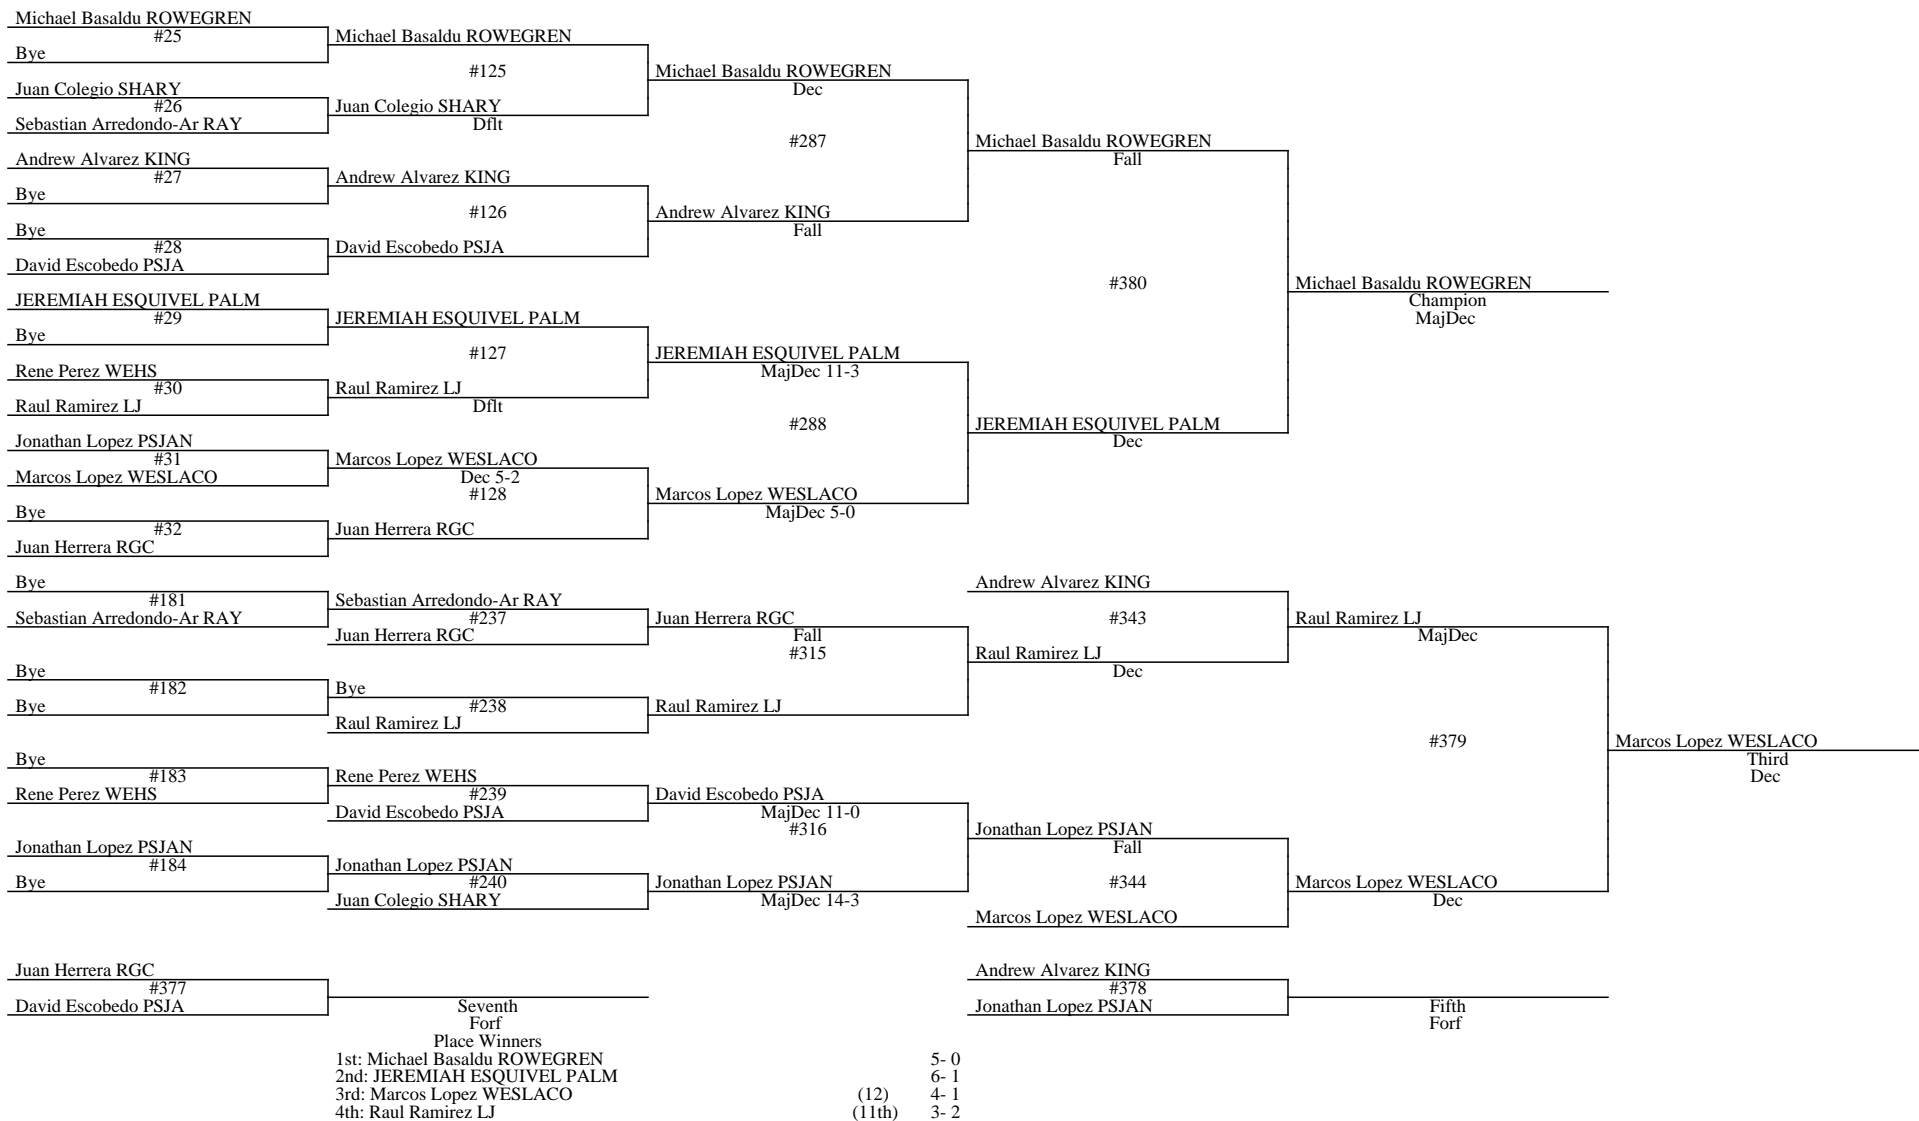 Michael Basaldu ROWEGREN
#25
Bye
Michael Basaldu ROWEGREN
#125
Juan Colegio SHARY
#26
Sebastian Arredondo-Ar RAY
Juan Colegio SHARY
Dflt
Michael Basaldu ROWEGREN
Dec
#287
Andrew Alvarez KING
#27
Bye
Andrew Alvarez KING
#126
Bye
#28
David Escobedo PSJA
David Escobedo PSJA
Andrew Alvarez KING
Fall
Michael Basaldu ROWEGREN
Fall
#380
JEREMIAH ESQUIVEL PALM
#29
Bye
JEREMIAH ESQUIVEL PALM
#127
Rene Perez WEHS
#30
Raul Ramirez LJ
Raul Ramirez LJ
Dflt
JEREMIAH ESQUIVEL PALM
MajDec 11-3
#288
Jonathan Lopez PSJAN
#31
Marcos Lopez WESLACO
Marcos Lopez WESLACO
Dec 5-2
#128
Bye
#32
Juan Herrera RGC
Juan Herrera RGC
Marcos Lopez WESLACO
MajDec 5-0
JEREMIAH ESQUIVEL PALM
Dec
Michael Basaldu ROWEGREN
Champion
MajDec
Bye
#181
Sebastian Arredondo-Ar RAY
Sebastian Arredondo-Ar RAY
#237
Juan Herrera RGC
Juan Herrera RGC
Fall
#315
Bye
#182
Bye
Bye
#238
Raul Ramirez LJ
Raul Ramirez LJ
Andrew Alvarez KING
#343
Raul Ramirez LJ
Dec
Raul Ramirez LJ
MajDec
#379
Bye
#183
Rene Perez WEHS
Rene Perez WEHS
#239
David Escobedo PSJA
David Escobedo PSJA
MajDec 11-0
#316
Jonathan Lopez PSJAN
#184
Bye
Jonathan Lopez PSJAN
#240
Juan Colegio SHARY
Jonathan Lopez PSJAN
MajDec 14-3
Jonathan Lopez PSJAN
Fall
#344
Marcos Lopez WESLACO
Marcos Lopez WESLACO
Dec
Marcos Lopez WESLACO
Third
Dec
Juan Herrera RGC
#377
David Escobedo PSJA
Seventh
Forf
Andrew Alvarez KING
#378
Jonathan Lopez PSJAN
Fifth
Forf
Place Winners
1st: Michael Basaldu ROWEGREN 5- 0
2nd: JEREMIAH ESQUIVEL PALM 6- 1
3rd: Marcos Lopez WESLACO (12) 4- 1
4th: Raul Ramirez LJ (11th) 3- 2